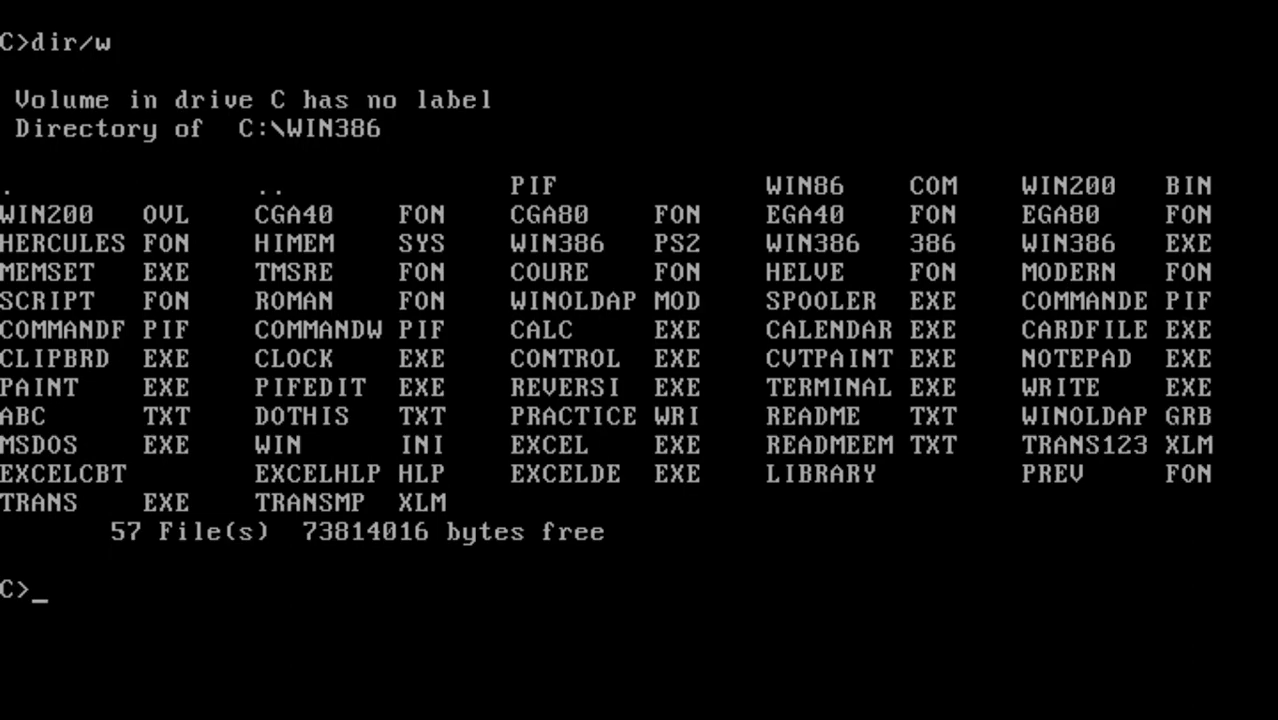 C>dir/w
Volume in drive C has no label
Directory of  C:\WIN386
.                ..               PIF              WIN86    COM     WIN200   BIN
WIN200   OVL     CGA40    FON     CGA80    FON     EGA40    FON     EGA80    FON
HERCULES FON     HIMEM    SYS     WIN386   PS2     WIN386   386     WIN386   EXE
MEMSET   EXE     TMSRE    FON     COURE    FON     HELVE    FON     MODERN   FON
SCRIPT   FON     ROMAN    FON     WINOLDAP MOD     SPOOLER  EXE     COMMANDE PIF
COMMANDF PIF     COMMANDW PIF     CALC     EXE     CALENDAR EXE     CARDFILE EXE
CLIPBRD  EXE     CLOCK    EXE     CONTROL  EXE     CVTPAINT EXE     NOTEPAD  EXE
PAINT    EXE     PIFEDIT  EXE     REVERSI  EXE     TERMINAL EXE     WRITE    EXE
ABC      TXT     DOTHIS   TXT     PRACTICE WRI     README   TXT     WINOLDAP GRB
MSDOS    EXE     WIN      INI     EXCEL    EXE     READMEEM TXT     TRANS123 XLM
EXCELCBT         EXCELHLP HLP     EXCELDE  EXE     LIBRARY          PREV     FON
TRANS    EXE     TRANSMP  XLM
57 File(s)  73814016 bytes free
C>_